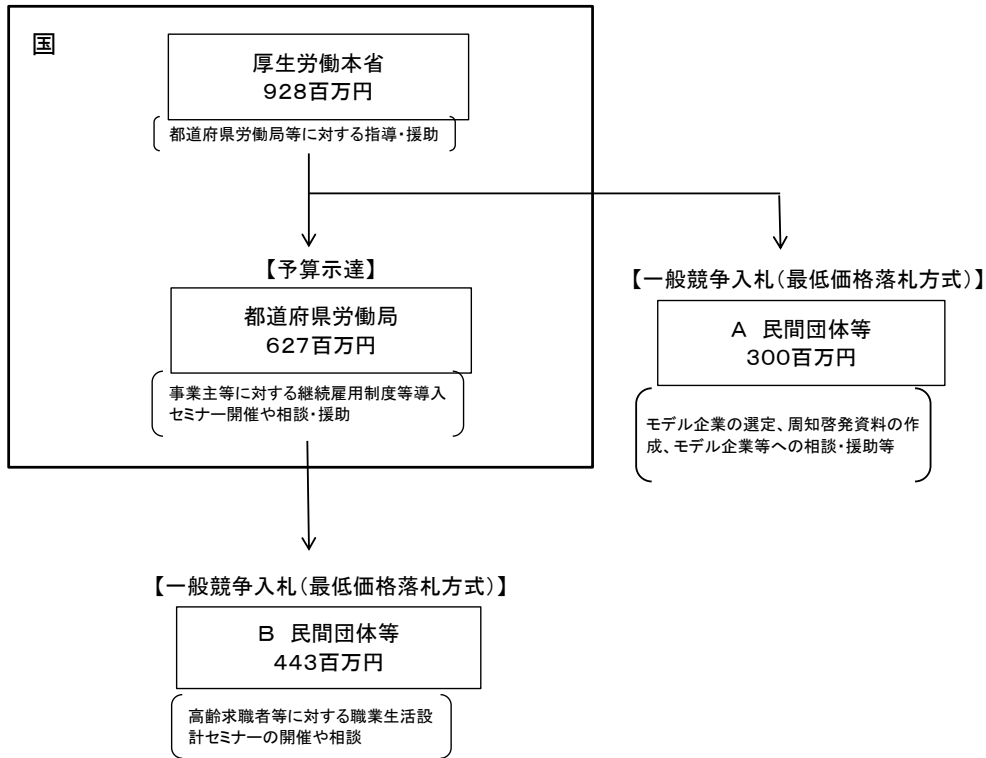 国
厚生労働本省
928百万円
都道府県労働局等に対する指導・援助
【予算示達】
都道府県労働局
627百万円
事業主等に対する継続雇用制度等導入
セミナー開催や相談・援助
【一般競争入札(最低価格落札方式)】
A 民間団体等
300百万円
モデル企業の選定、周知啓発資料の作
成、モデル企業等への相談・援助等
【一般競争入札(最低価格落札方式)】
B 民間団体等
443百万円
高齢求職者等に対する職業生活設
計セミナーの開催や相談